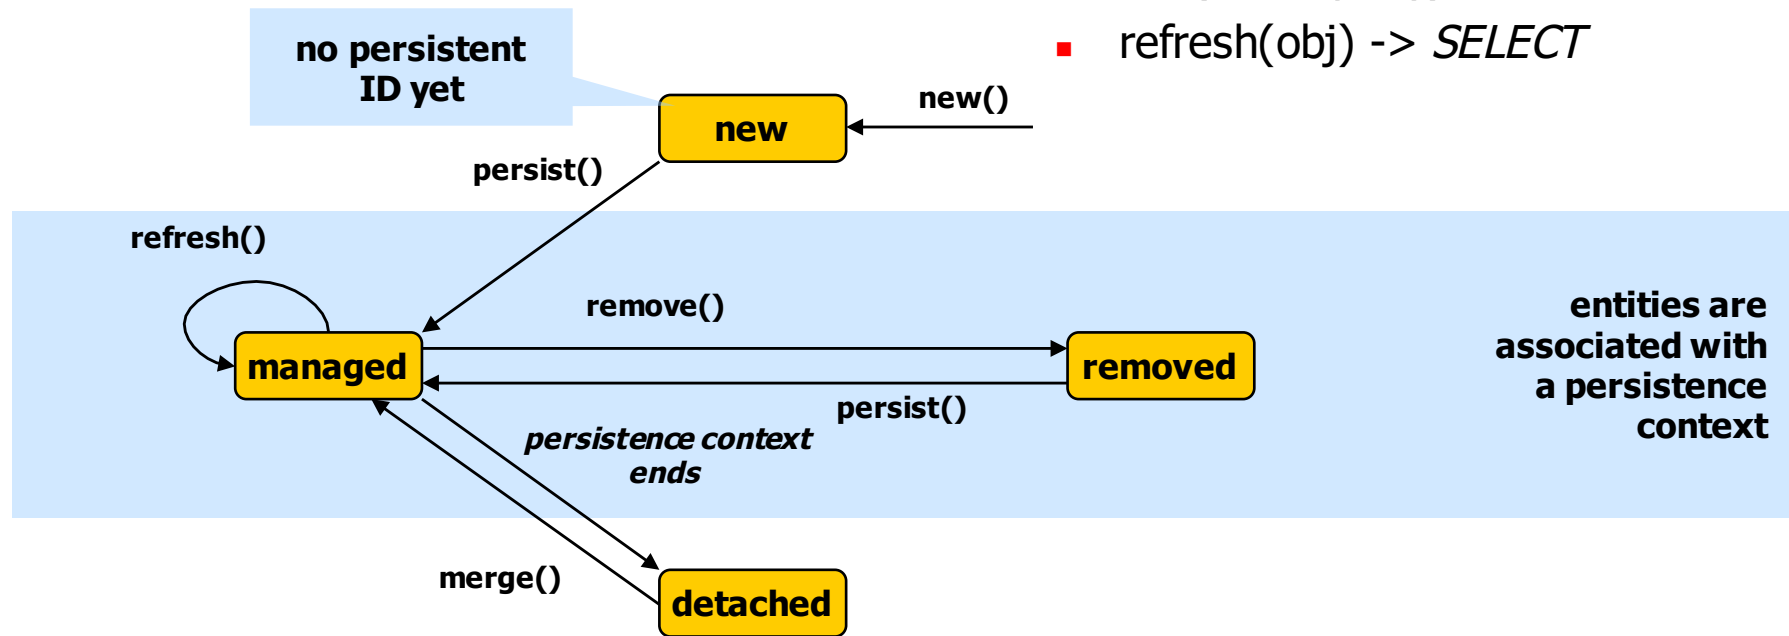 refresh(obj) -> SELECT
no persistent
ID yet
new()
new
persist()
refresh()
remove()
entities are
associated with
a persistence
context
managed
removed
persist()
persistence context
ends
merge()
detached